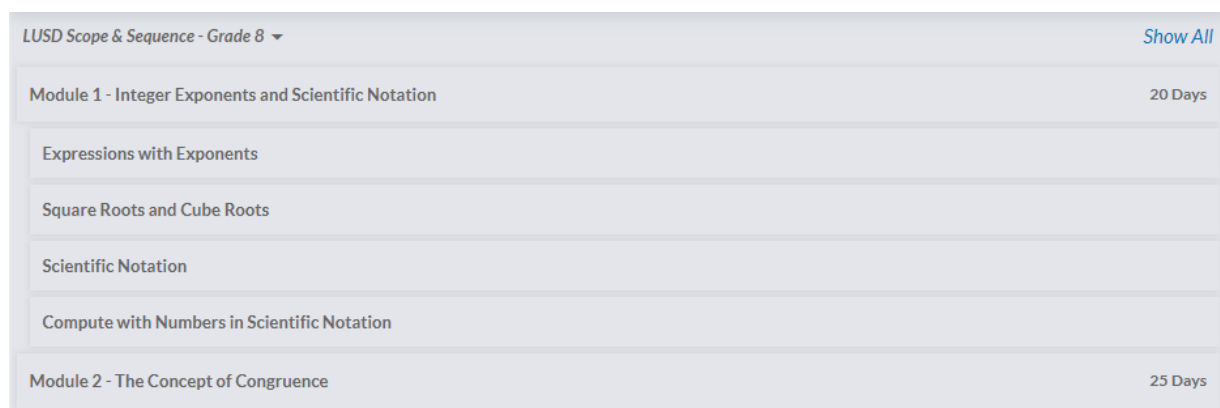 LUSD Scope & Sequence - Grade 8 Show All
Module 1 - Integer Exponents and Scientific Notation 20 Days
Expressions with Exponents
Square Roots and Cube Roots
Scientific Notation
Compute with Numbers in Scientific Notation
Module 2 - The Concept of Congruence 25 Days